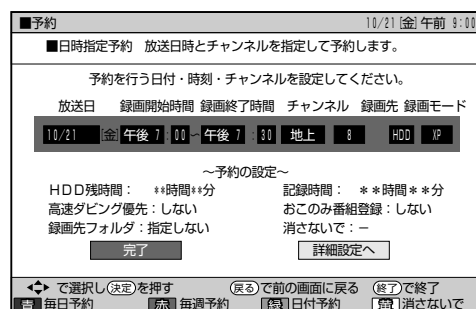 ■予約 10/21 [金] 午前 9:00
■日時指定予約 放送日時とチャンネルを指定して予約します。
予約を行う日付・時刻・チャンネルを設定してください。
放送日 録画開始時間 録画終了時間 チャンネル 録画先 録画モード
10/21 [金] 午後 7:00～午後 7:30 地上 8 HDD XP
～予約の設定～
HDD残時間： **時間**分 記録時間： **時間**分
高速ダビング優先：しない おこのみ番組登録：しない
録画先フォルダ：指定しない 消さないで：－
完了 詳細設定へ
で選択し 決定 を押す 戻る で前の画面に戻る 終了 で終了
青 毎日予約 赤 毎週予約 緑 日付予約 黄 消さないで